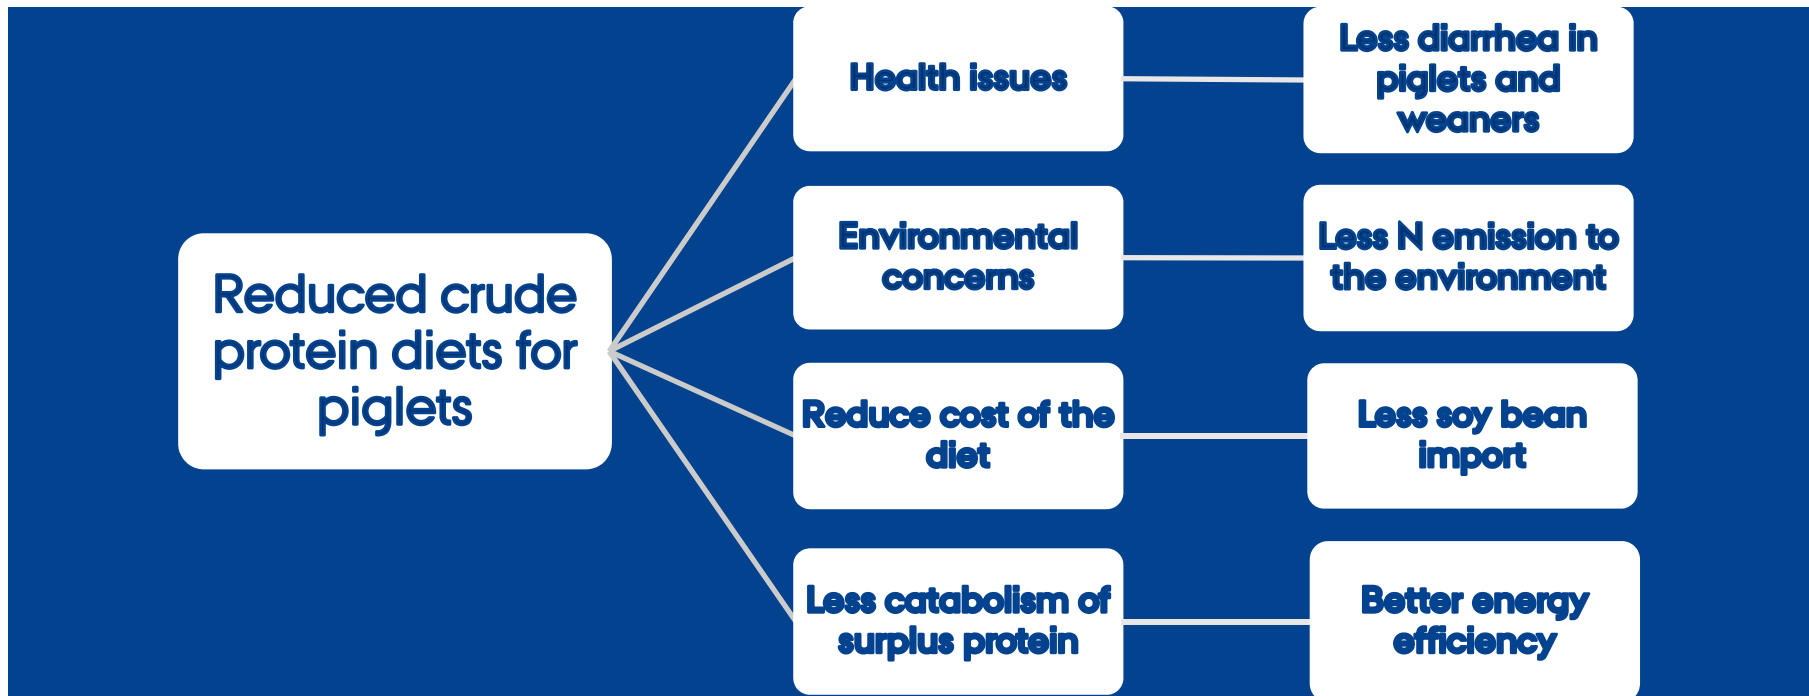 Reduced crude
protein diets for
piglets
Health issues
Less diarrhea in
piglets and
weaners
Environmental
concerns
Less N emission to
the environment
Reduce cost of the
diet
Less soy bean
import
Less catabolism of
surplus protein
Better energy
efficiency